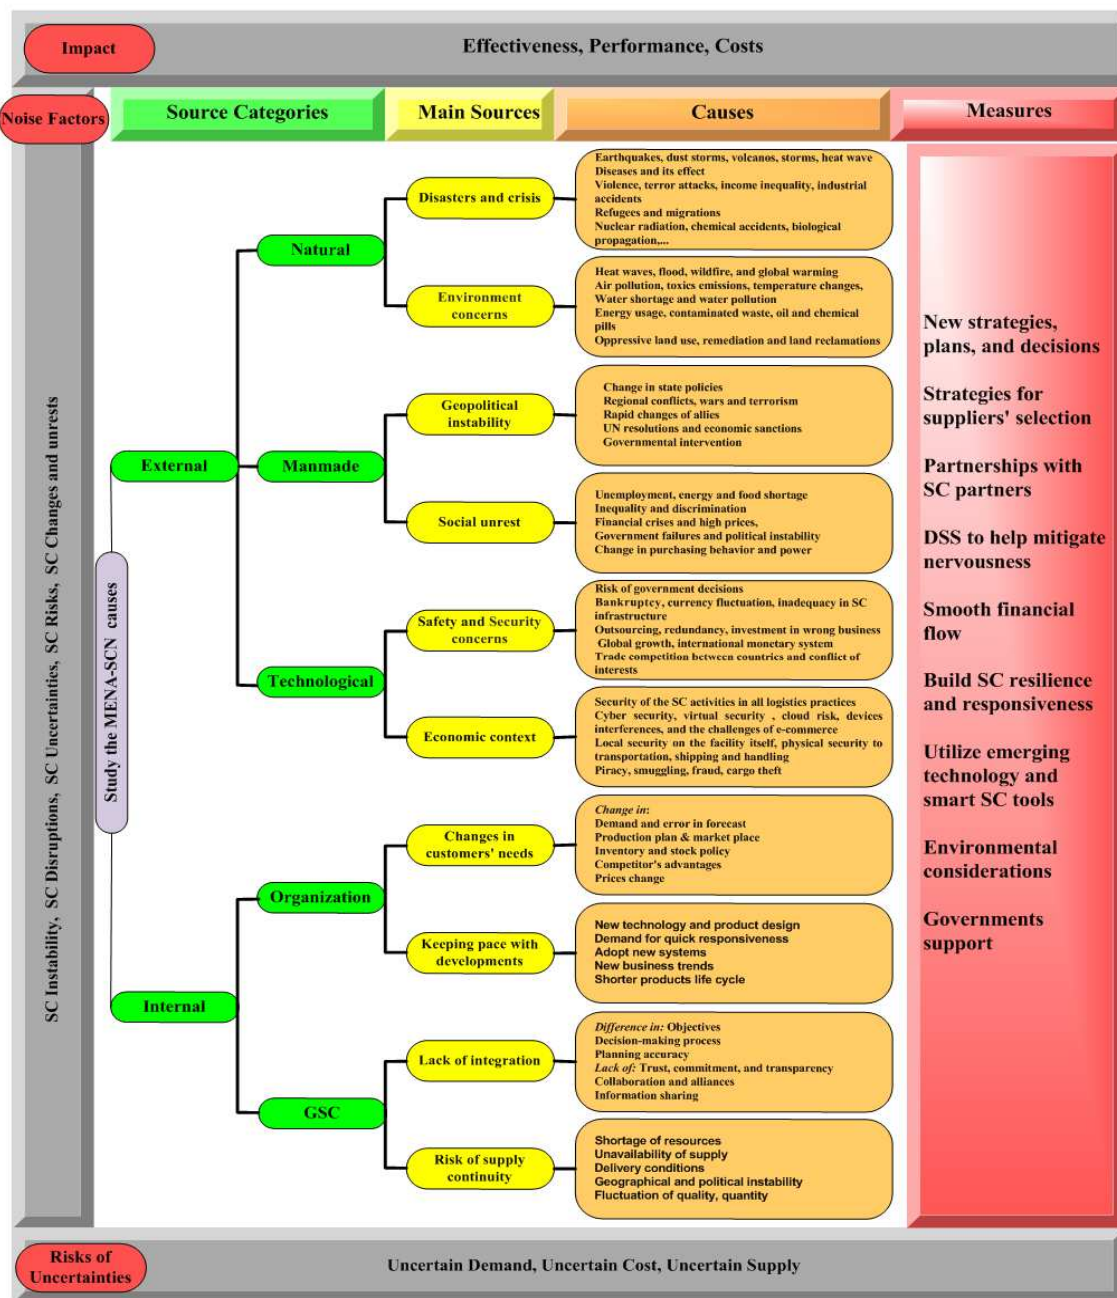 Impact
Effectiveness, Performance, Costs
Noise Factors
Source Categories
Main Sources
Causes
Measures
SC Instability, SC Disruptions, SC Uncertainties, SC Risks, SC Changes and unrests
Study the MENA-SCN causes
External
Natural
Disasters and crisis
Earthquakes, dust storms, volcanos, storms, heat wave
Diseases and its effect
Violence, terror attacks, income inequality, industrial
accidents
Refugees and migrations
Nuclear radiation, chemical accidents, biological
propagation,...
Environment
concerns
Heat waves, flood, wildfire, and global warming
Air pollution, toxics emissions, temperature changes,
Water shortage and water pollution
Energy usage, contaminated waste, oil and chemical
pills
Oppressive land use, remediation and land reclamations
Manmade
Geopolitical
instability
Change in state policies
Regional conflicts, wars and terrorism
Rapid changes of allies
UN resolutions and economic sanctions
Governmental intervention
Social unrest
Unemployment, energy and food shortage
Inequality and discrimination
Financial crises and high prices,
Government failures and political instability
Change in purchasing behavior and power
Technological
Safety and Security
concerns
Risk of government decisions
Bankruptcy, currency fluctuation, inadequacy in SC
infrastructure
Outsourcing, redundancy, investment in wrong business
Global growth, international monetary system
Trade competition between countries and conflict of
interests
Economic context
Security of the SC activities in all logistics practices
Cyber security, virtual security , cloud risk, devices
interferences, and the challenges of e-commerce
Local security on the facility itself, physical security to
transportation, shipping and handling
Piracy, smuggling, fraud, cargo theft
Internal
Organization
Changes in
customers' needs
Change in:
Demand and error in forecast
Production plan & market place
Inventory and stock policy
Competitor's advantages
Prices change
Keeping pace with
developments
New technology and product design
Demand for quick responsiveness
Adopt new systems
New business trends
Shorter products life cycle
GSC
Lack of integration
Difference in: Objectives
Decision-making process
Planning accuracy
Lack of: Trust, commitment, and transparency
Collaboration and alliances
Information sharing
Risk of supply
continuity
Shortage of resources
Unavailability of supply
Delivery conditions
Geographical and political instability
Fluctuation of quality, quantity
New strategies,
plans, and decisions
Strategies for
suppliers' selection
Partnerships with
SC partners
DSS to help mitigate
nervousness
Smooth financial
flow
Build SC resilience
and responsiveness
Utilize emerging
technology and
smart SC tools
Environmental
considerations
Governments
support
Risks of
Uncertainties
Uncertain Demand, Uncertain Cost, Uncertain Supply